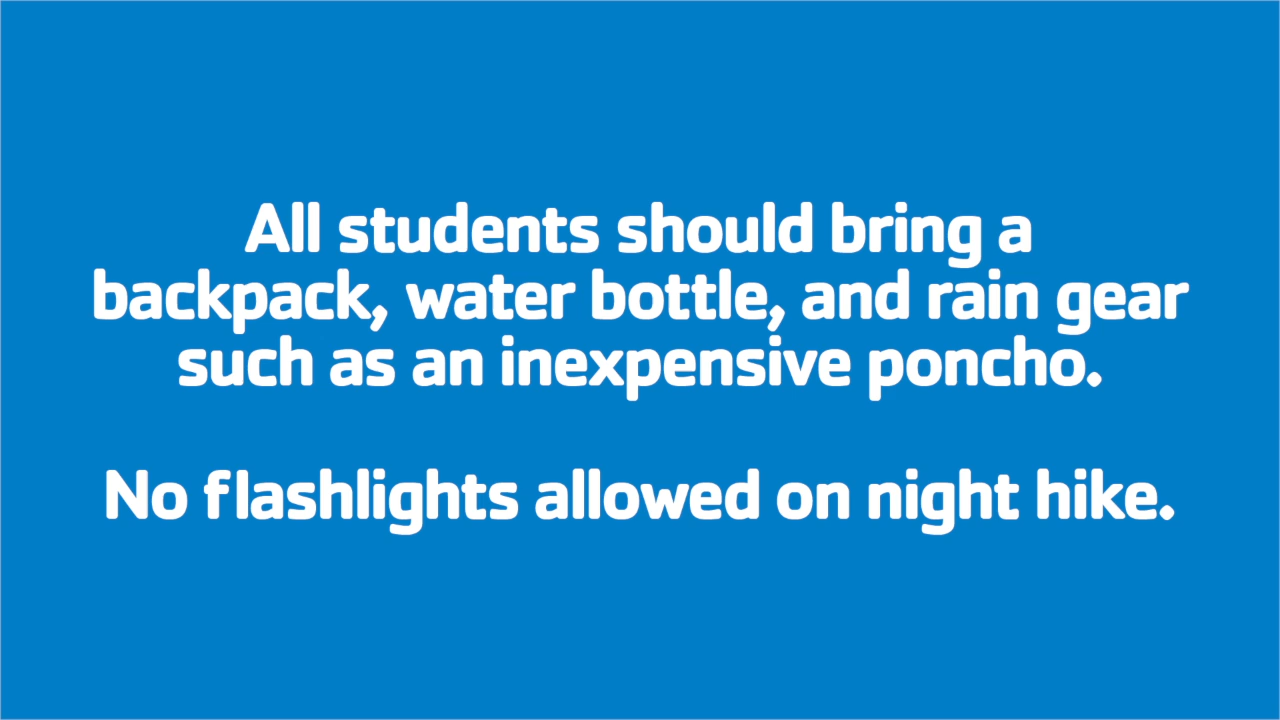 All students should bring a
backpack, water bottle, and rain gear
such as an inexpensive poncho.
No flashlights allowed on night hike.